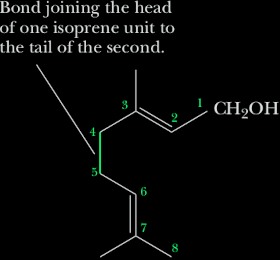 Bond joining the head
of one isoprene unit to
the tail of the second.
3
2
1
CH₂OH
4
5
6
7
8